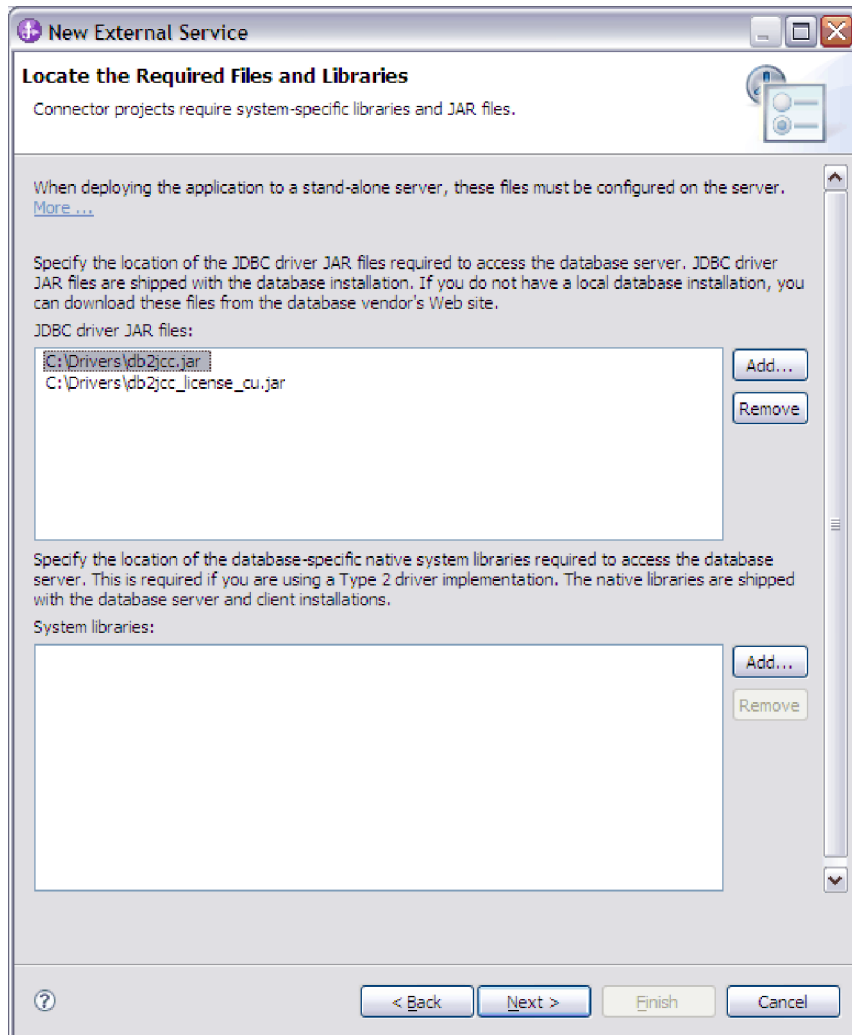 New External Service
Locate the Required Files and Libraries
Connector projects require system-specific libraries and JAR files.
When deploying the application to a stand-alone server, these files must be configured on the server.
More ...
Specify the location of the JDBC driver JAR files required to access the database server. JDBC driver
JAR files are shipped with the database installation. If you do not have a local database installation, you
can download these files from the database vendor's Web site.
JDBC driver JAR files:
C:\Drivers\db2jcc.jar
C:\Drivers\db2jcc_license_cu.jar
Add...
Remove
Specify the location of the database-specific native system libraries required to access the database
server. This is required if you are using a Type 2 driver implementation. The native libraries are shipped
with the database server and client installations.
System libraries:
Add...
Remove
< Back
Next >
Finish
Cancel